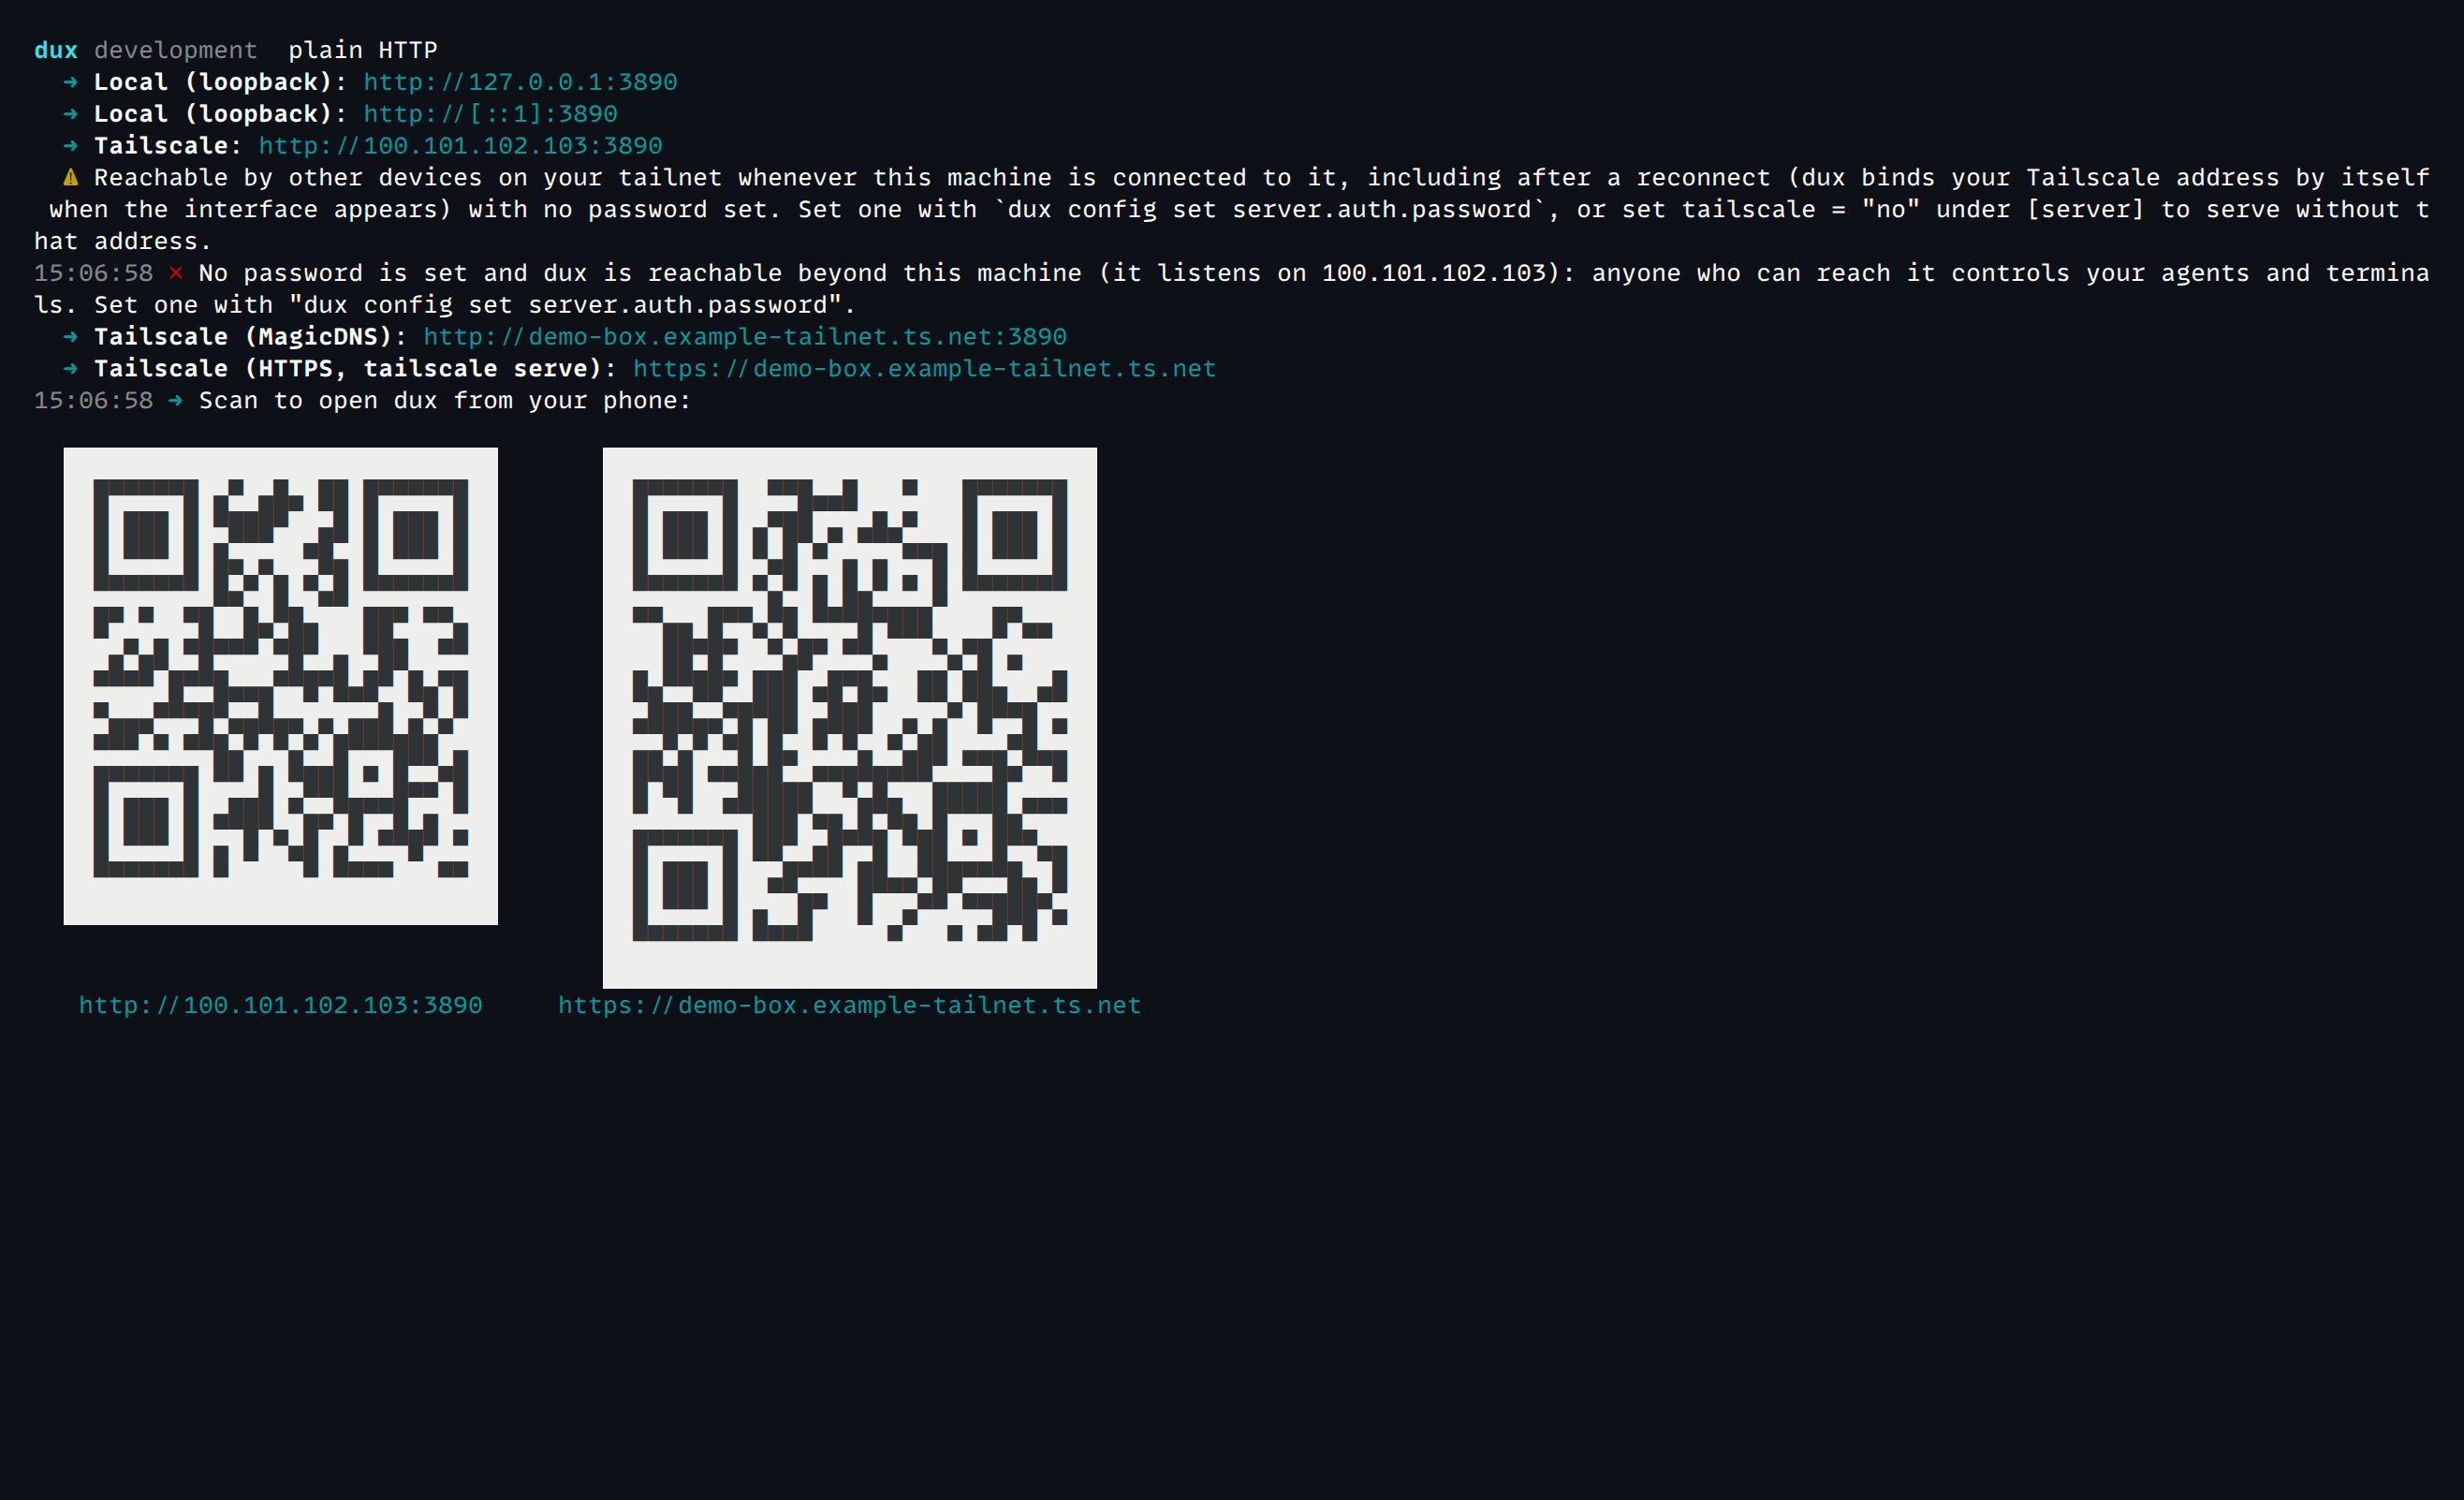 dux development  plain HTTP
→ Local (loopback): http://127.0.0.1:3890
→ Local (loopback): http://[::1]:3890
→ Tailscale: http://100.101.102.103:3890
⚠ Reachable by other devices on your tailnet whenever this machine is connected to it, including after a reconnect (dux binds your Tailscale address by itself
when the interface appears) with no password set. Set one with `dux config set server.auth.password`, or set tailscale = "no" under [server] to serve without t
hat address.
15:06:58 ✕ No password is set and dux is reachable beyond this machine (it listens on 100.101.102.103): anyone who can reach it controls your agents and termina
ls. Set one with "dux config set server.auth.password".
→ Tailscale (MagicDNS): http://demo-box.example-tailnet.ts.net:3890
→ Tailscale (HTTPS, tailscale serve): https://demo-box.example-tailnet.ts.net
15:06:58 → Scan to open dux from your phone:
http://100.101.102.103:3890
https://demo-box.example-tailnet.ts.net